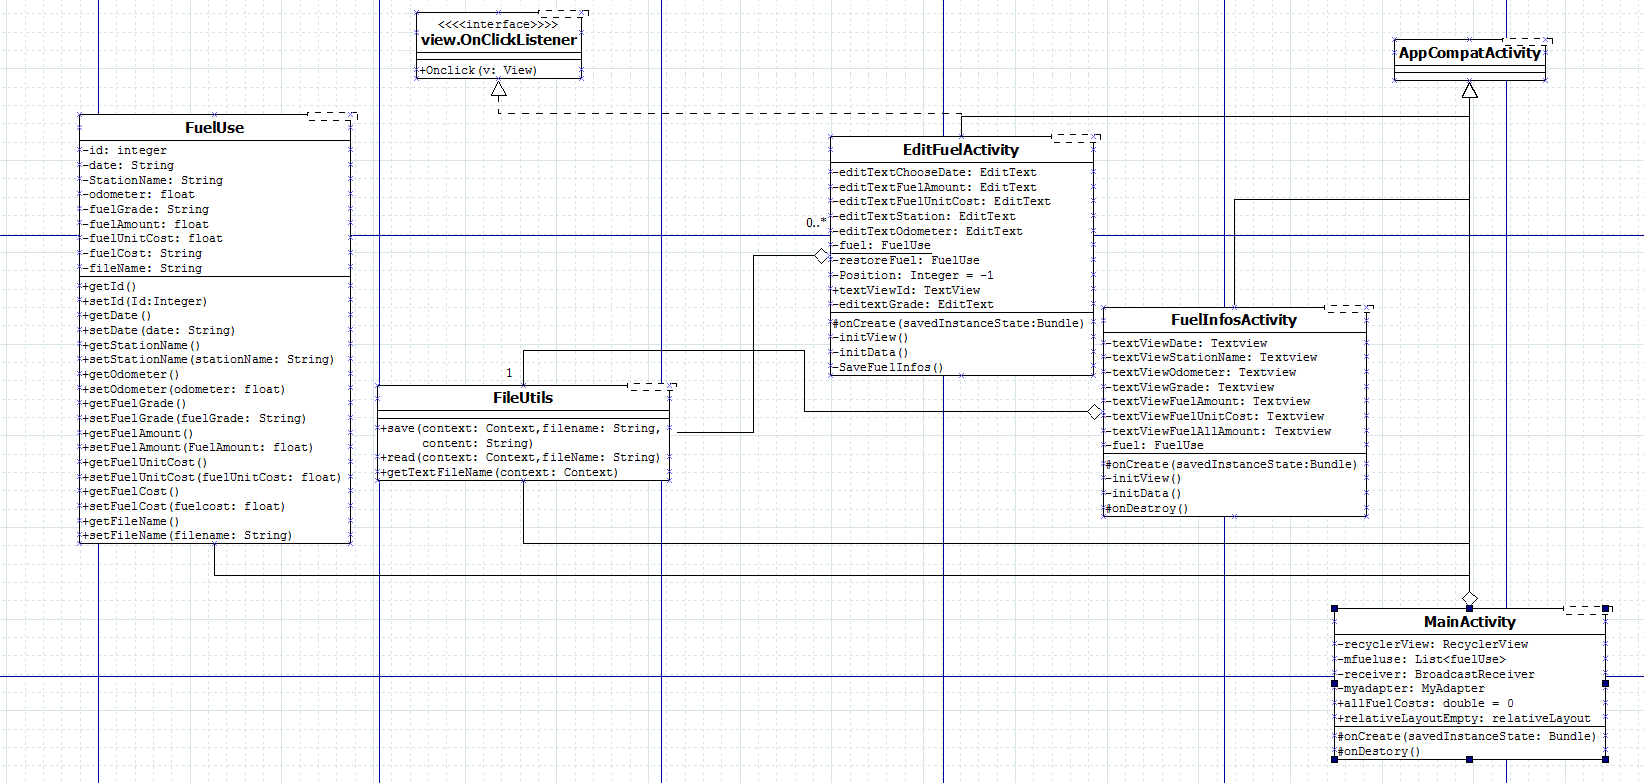 <<<<interface>>>>
view.OnClickListener
+Onclick(v: View)
AppCompatActivity
FuelUse
-id: integer
-date: String
-StationName: String
-odometer: float
-fuelGrade: String
-fuelAmount: float
-fuelUnitCost: float
-fuelCost: String
-fileName: String
+getId()
+setId(Id:Integer)
+getDate()
+setDate(date: String)
+getStationName()
+setStationName(stationName: String)
+getOdometer()
+setOdometer(odometer: float)
+getFuelGrade()
+setFuelGrade(fuelGrade: String)
+getFuelAmount()
+setFuelAmount(FuelAmount: float)
+getFuelUnitCost()
+setFuelUnitCost(fuelUnitCost: float)
+getFuelCost()
+setFuelCost(fuelcost: float)
+getFileName()
+setFileName(filename: String)
EditFuelActivity
-editTextChooseDate: EditText
-editTextFuelAmount: EditText
-editTextFuelUnitCost: EditText
-editTextStation: EditText
-editTextOdometer: EditText
-fuel: FuelUse
-restoreFuel: FuelUse
-Position: Integer = -1
+textViewId: TextView
-editextGrade: EditText
#onCreate(savedInstanceState:Bundle)
-initView()
-initData()
-SaveFuelInfos()
0..*
1
FileUtils
+save(context: Context,filename: String,
content: String)
+read(context: Context,fileName: String)
+getTextFileName(context: Context)
FuelInfosActivity
-textViewDate: Textview
-textViewStationName: Textview
-textViewOdometer: Textview
-textViewGrade: Textview
-textViewFuelAmount: Textview
-textViewFuelUnitCost: Textview
-textViewFuelAllAmount: Textview
-fuel: FuelUse
#onCreate(savedInstanceState:Bundle)
-initView()
-initData()
#onDestroy()
MainActivity
-recyclerView: RecyclerView
-mfueluse: List<fuelUse>
-receiver: BroadcastReceiver
-myadapter: MyAdapter
+allFuelCosts: double = 0
+relativeLayoutEmpty: relativeLayout
#onCreate(savedInstanceState: Bundle)
#onDestory()